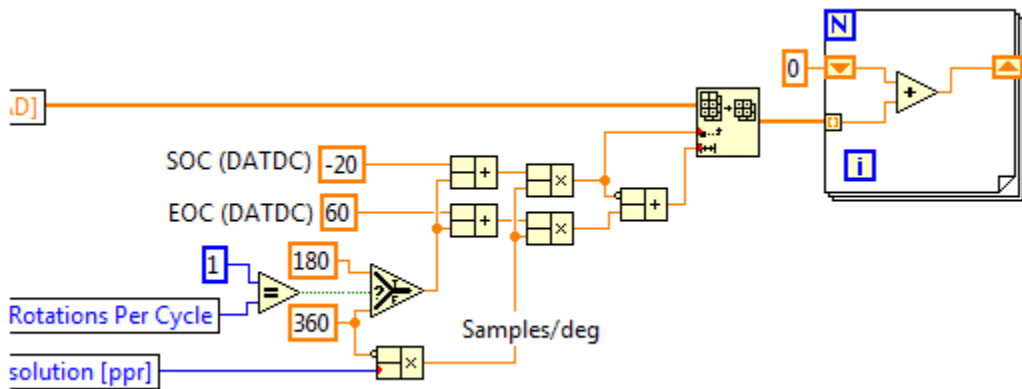 N
0
AD]
SOC (DATDC) -20
+
×
+
EOC (DATDC) 60
+
×
+
i
1
180
=
?
T
F
Rotations Per Cycle
360
Samples/deg
×
solution [ppr]